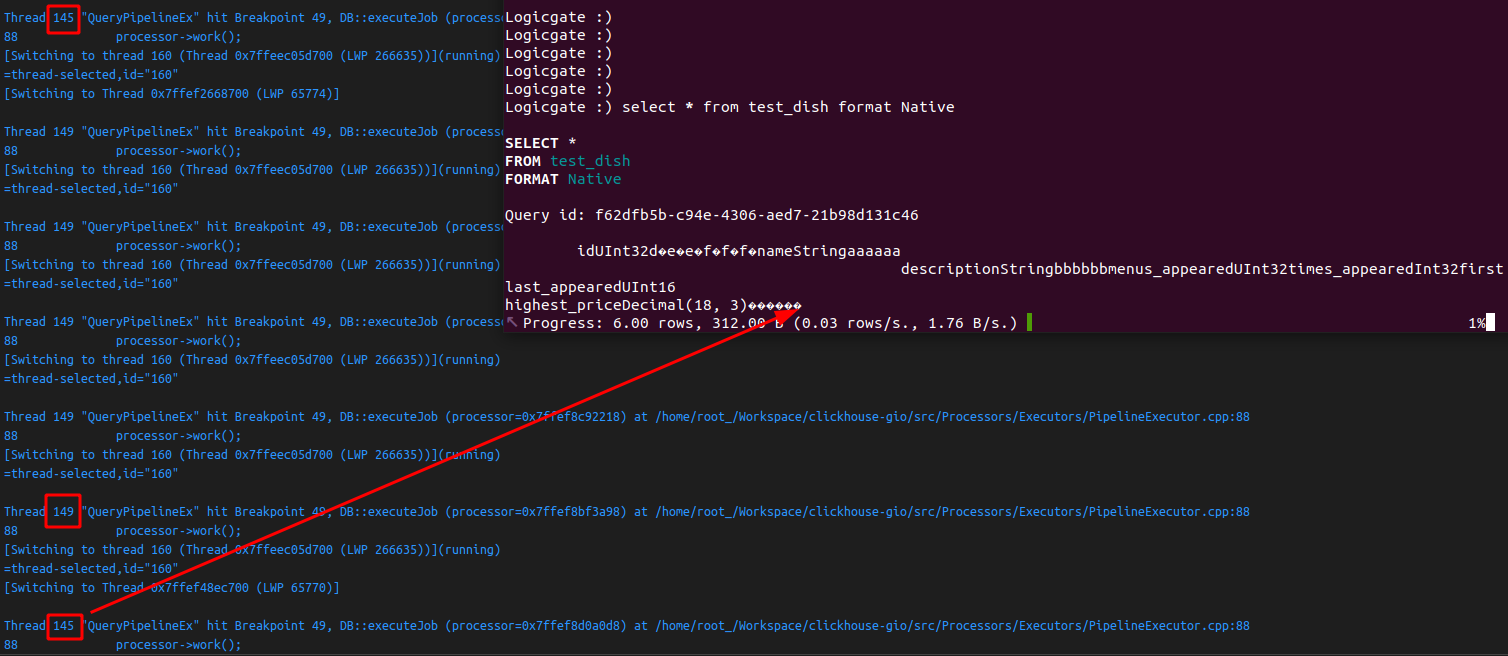 Thread 145 "QueryPipelineEx" hit Breakpoint 49, DB::executeJob (processo
88 processor->work();
[Switching to thread 160 (Thread 0x7ffeec05d700 (LWP 266635))](running)
=thread-selected,id="160"
[Switching to Thread 0x7ffef2668700 (LWP 65774)]
Thread 149 "QueryPipelineEx" hit Breakpoint 49, DB::executeJob (processo
88 processor->work();
[Switching to thread 160 (Thread 0x7ffeec05d700 (LWP 266635))](running)
=thread-selected,id="160"
Thread 149 "QueryPipelineEx" hit Breakpoint 49, DB::executeJob (processo
88 processor->work();
[Switching to thread 160 (Thread 0x7ffeec05d700 (LWP 266635))](running)
=thread-selected,id="160"
Thread 149 "QueryPipelineEx" hit Breakpoint 49, DB::executeJob (processo
88 processor->work();
[Switching to thread 160 (Thread 0x7ffeec05d700 (LWP 266635))](running)
=thread-selected,id="160"
Thread 149 "QueryPipelineEx" hit Breakpoint 49, DB::executeJob (processor=0x7ffef8c92218) at /home/root_/Workspace/clickhouse-gio/src/Processors/Executors/PipelineExecutor.cpp:88
88 processor->work();
[Switching to thread 160 (Thread 0x7ffeec05d700 (LWP 266635))](running)
=thread-selected,id="160"
Thread 149 "QueryPipelineEx" hit Breakpoint 49, DB::executeJob (processor=0x7ffef8bf3a98) at /home/root_/Workspace/clickhouse-gio/src/Processors/Executors/PipelineExecutor.cpp:88
88 processor->work();
[Switching to thread 160 (Thread 0x7ffeec05d700 (LWP 266635))](running)
=thread-selected,id="160"
[Switching to Thread 0x7ffef48ec700 (LWP 65770)]
Thread 145 "QueryPipelineEx" hit Breakpoint 49, DB::executeJob (processor=0x7ffef8d0a0d8) at /home/root_/Workspace/clickhouse-gio/src/Processors/Executors/PipelineExecutor.cpp:88
88 processor->work();
Logicgate :)
Logicgate :)
Logicgate :)
Logicgate :)
Logicgate :)
Logicgate :) select * from test_dish format Native
SELECT *
FROM test_dish
FORMAT Native
Query id: f62dfb5b-c94e-4306-aed7-21b98d131c46
idUInt32d�e�e�f�f�f�nameStringaaaaaa
descriptionStringbbbbbbmenus_appearedUInt32times_appearedInt32first
last_appearedUInt16
highest_priceDecimal(18, 3)������
↖ Progress: 6.00 rows, 312.00 B (0.03 rows/s., 1.76 B/s.) 1%